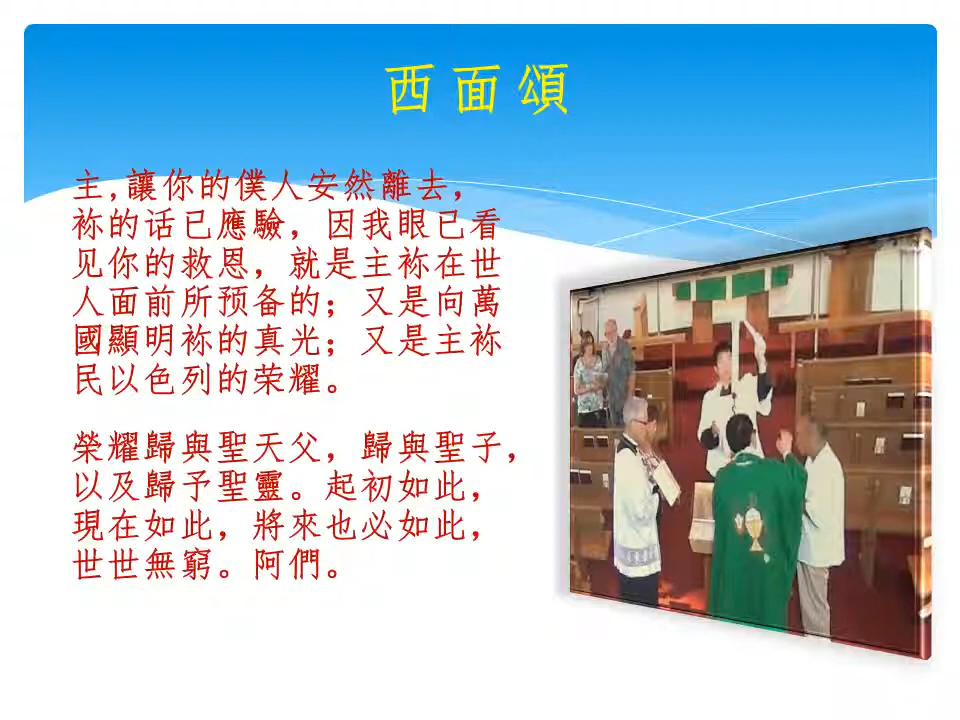 西面頌
主,讓你的僕人安然離去，
祢的话已應驗，因我眼已看
见你的救恩，就是主祢在世
人面前所预备的；又是向萬
國顯明祢的真光；又是主祢
民以色列的荣耀。
榮耀歸與聖天父，歸與聖子，
以及歸予聖靈。起初如此，
現在如此，將來也必如此，
世世無窮。阿們。